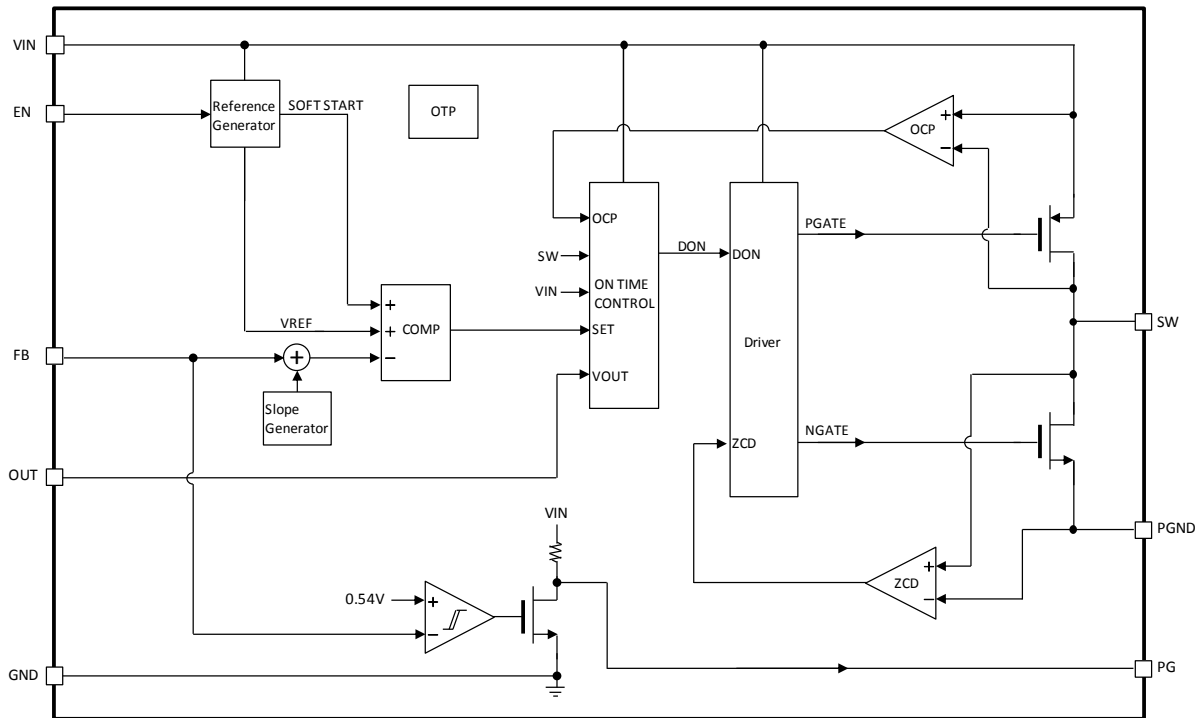 VIN
EN
Reference
Generator
SOFT START
OTP
+
OCP
−
OCP
SW
VIN
ON TIME
CONTROL
SET
VOUT
DON
DON
Driver
ZCD
PGATE
NGATE
SW
VREF
+
+
−
COMP
FB
+
Slope
Generator
OUT
VIN
0.54V
+
−
+
ZCD
−
PGND
GND
PG